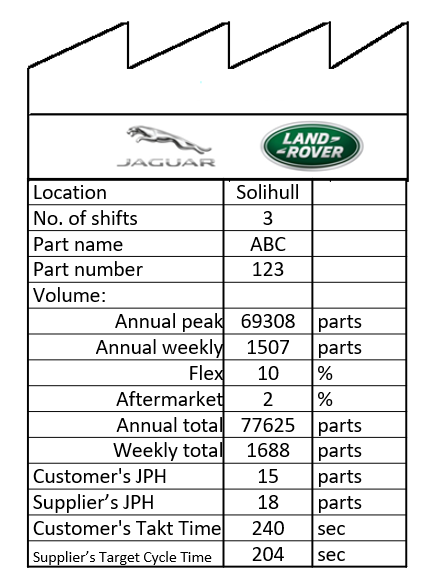 JAGUAR
LAND-
-ROVER
Location Solihull
No. of shifts 3
Part name ABC
Part number 123
Volume:
Annual peak 69308 parts
Annual weekly 1507 parts
Flex 10 %
Aftermarket 2 %
Annual total 77625 parts
Weekly total 1688 parts
Customer's JPH 15 parts
Supplier’s JPH 18 parts
Customer's Takt Time 240 sec
Supplier’s Target Cycle Time 204 sec